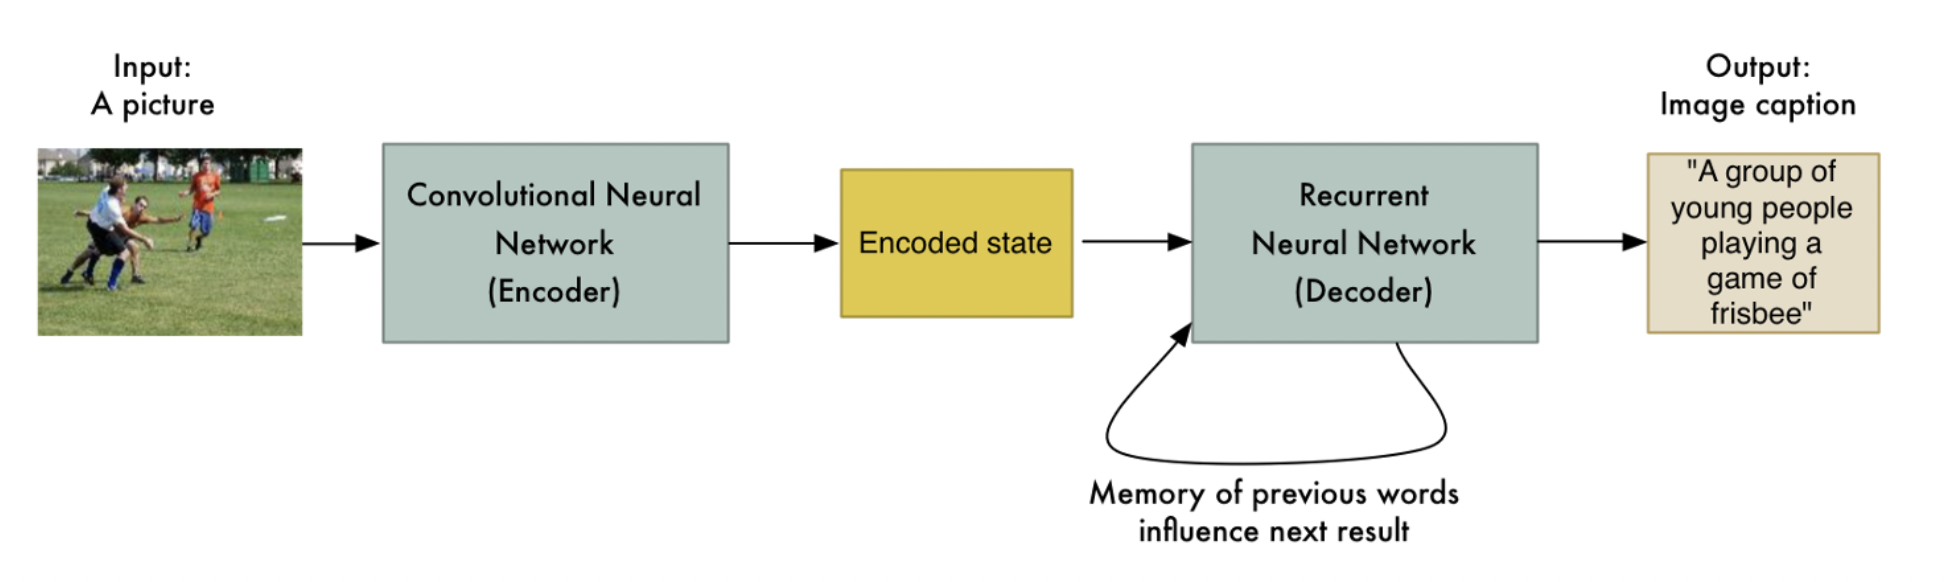 Input:
A picture
Convolutional Neural
Network
(Encoder)
Encoded state
Recurrent
Neural Network
(Decoder)
Memory of previous words
influence next result
Output:
Image caption
"A group of
young people
playing a
game of
frisbee"